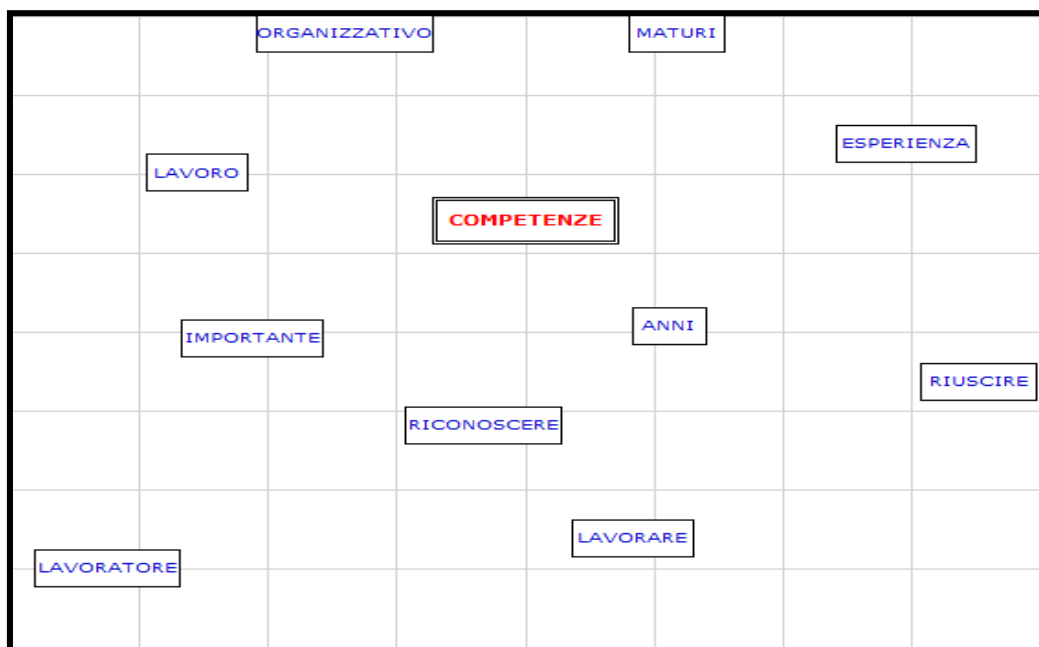 ORGANIZZATIVO
MATURI
ESPERIENZA
LAVORO
COMPETENZE
ANNI
IMPORTANTE
RIUSCIRE
RICONOSCERE
LAVORARE
LAVORATORE